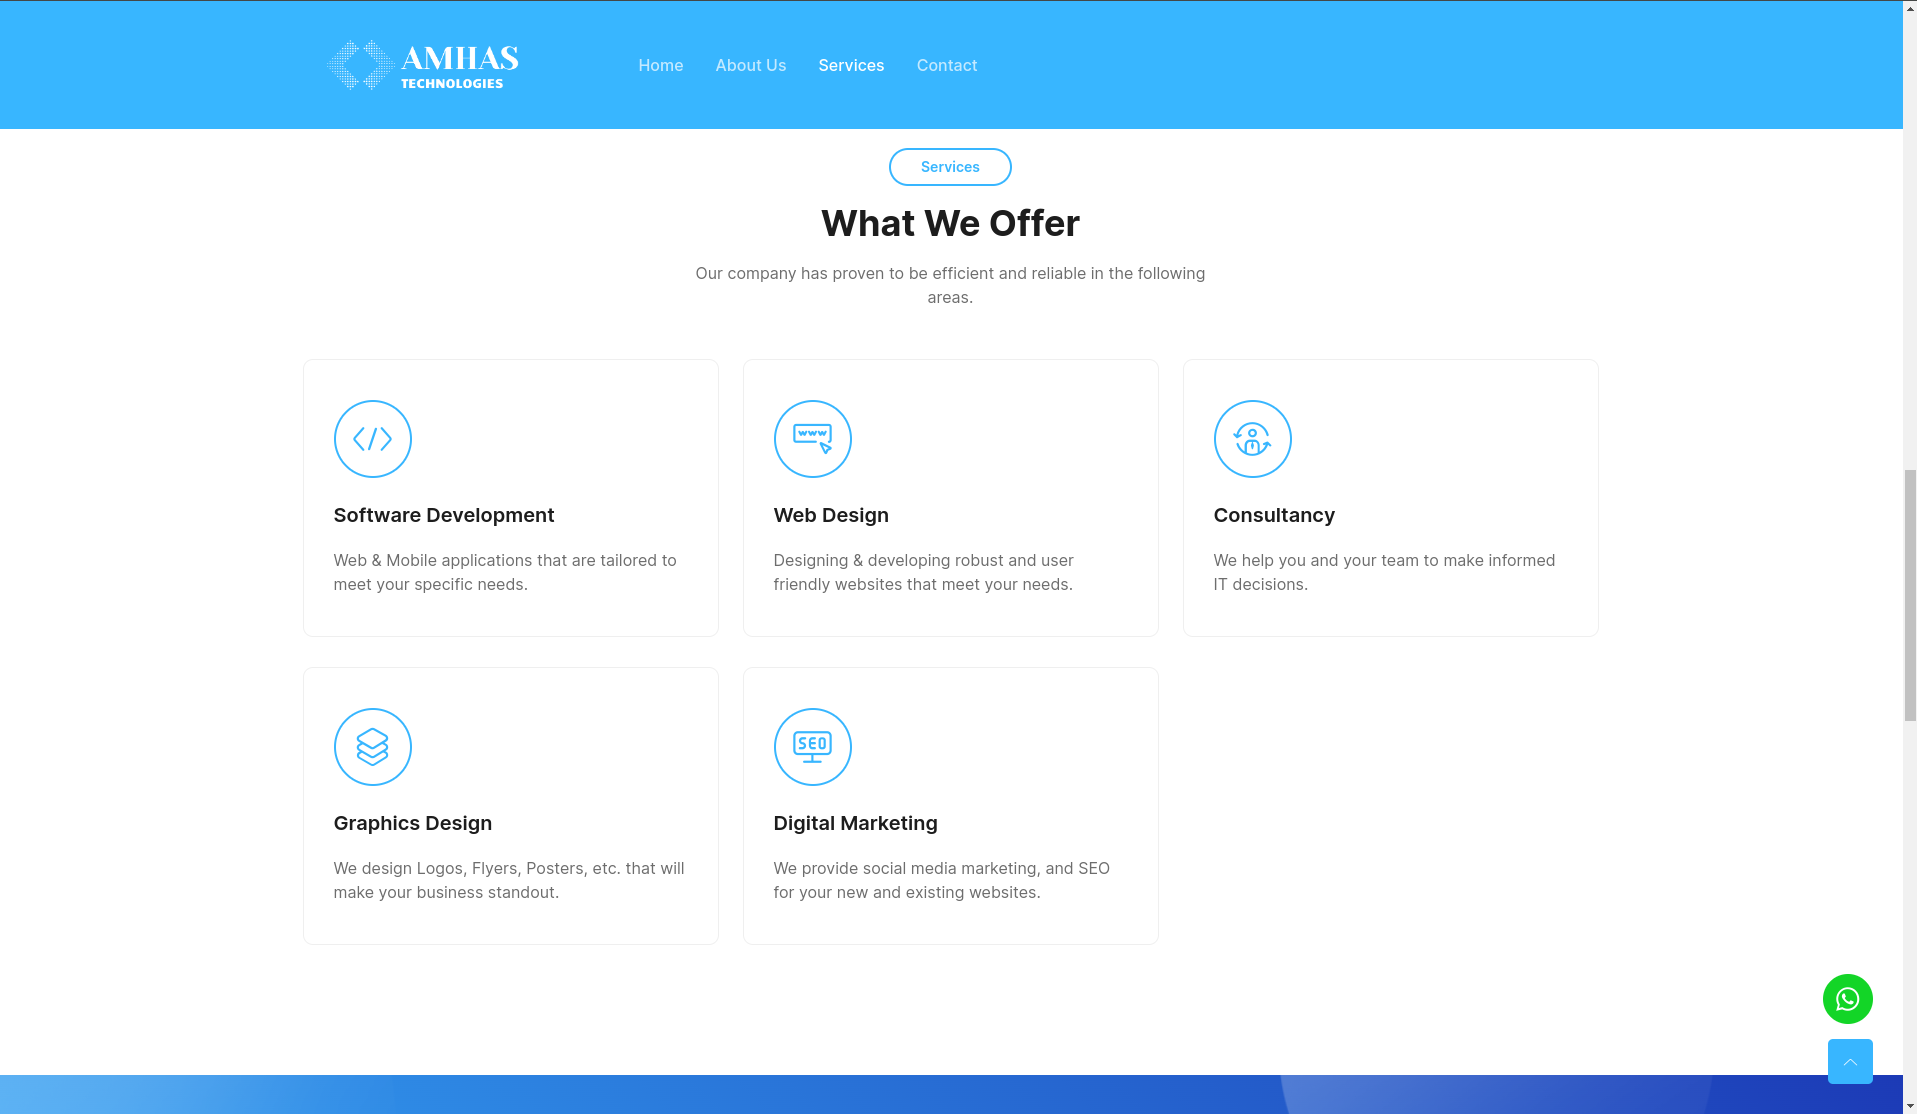 AMHAS
TECHNOLOGIES
Home
About Us
Services
Contact
Services
What We Offer
Our company has proven to be efficient and reliable in the following
areas.
WWW
Software Development
Web Design
Consultancy
Web & Mobile applications that are tailored to
meet your specific needs.
Designing & developing robust and user
friendly websites that meet your needs.
We help you and your team to make informed
IT decisions.
SEO
Graphics Design
Digital Marketing
We design Logos, Flyers, Posters, etc. that will
make your business standout.
We provide social media marketing, and SEO
for your new and existing websites.